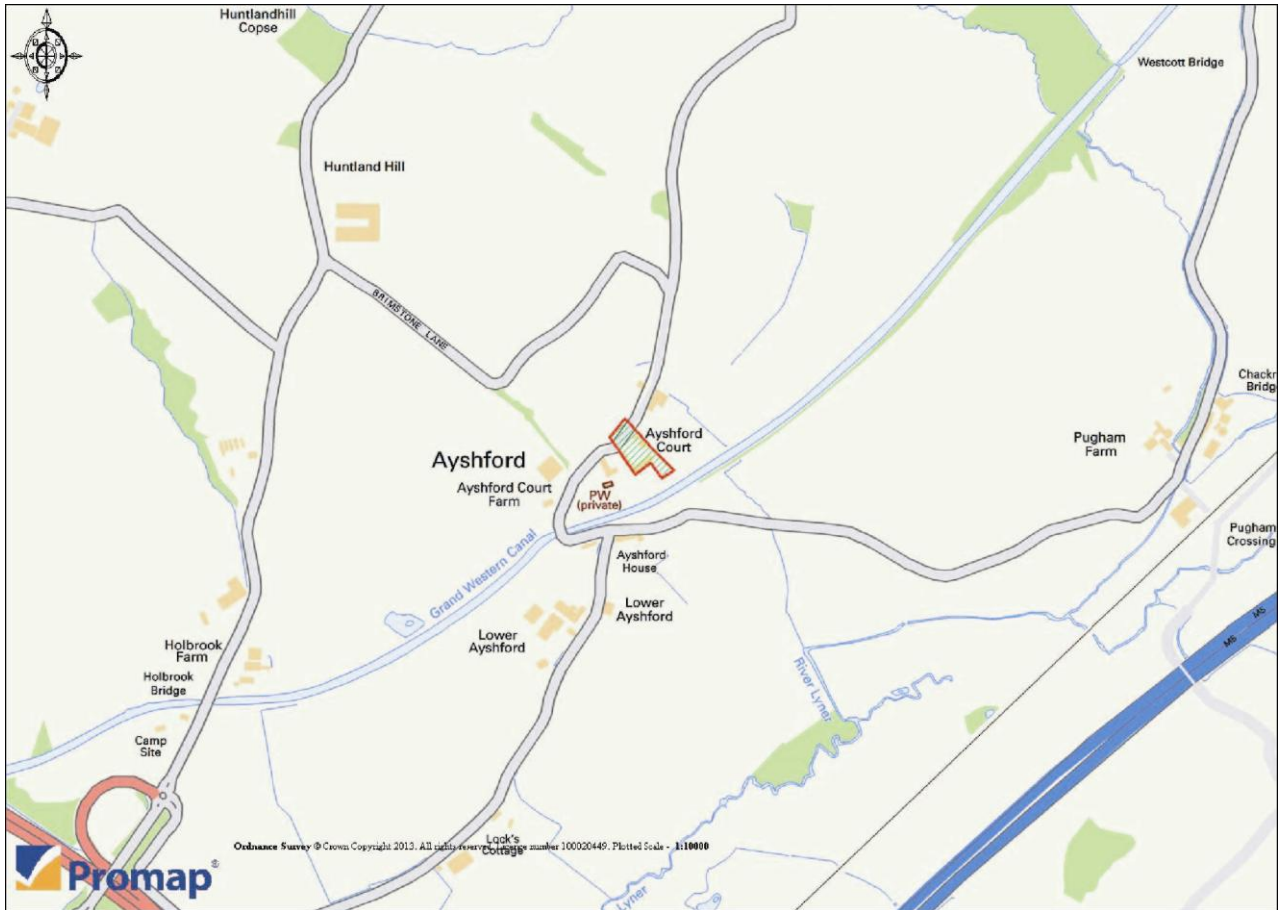 Huntlandhill
Copse
Westcott Bridge
Huntland Hill
BRIMSTONE LANE
Chackr
Bridg
Ayshford
Court
Pugham
Farm
Ayshford
Ayshford Court
Farm
PW
(private)
Pugham
Crossing
Grand Western Canal
Ayshford
House
Lower
Ayshford
Lower
Ayshford
M5
M5
Holbrook
Farm
Holbrook
Bridge
River Lyner
Camp
Site
Lock's
Cottage
Ordnance Survey © Crown Copyright 2013. All rights reserved. Licence number 100020449. Plotted Scale - 1:10000
Promap®
Lyner